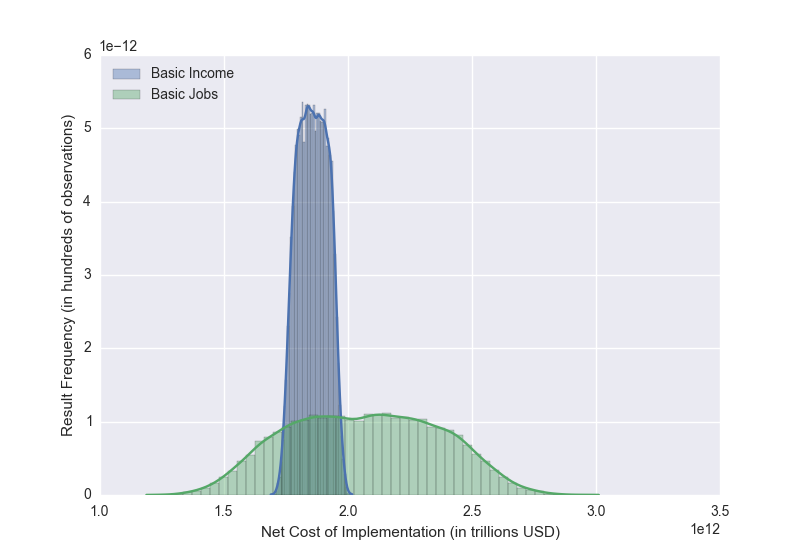 1e−12
6
Basic Income
Basic Jobs
5
4
3
2
1
0
Result Frequency (in hundreds of observations)
1.0 1.5 2.0 2.5 3.0 3.5
1e12
Net Cost of Implementation (in trillions USD)